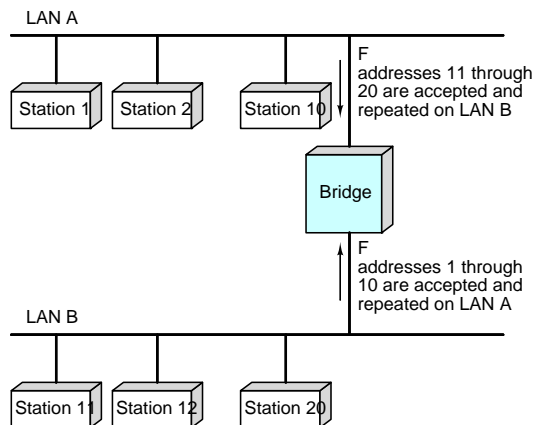 LAN A
F
addresses 11 through
20 are accepted and
repeated on LAN B
Station 1
Station 2
Station 10
Bridge
F
addresses 1 through
10 are accepted and
repeated on LAN A
LAN B
Station 11
Station 12
Station 20